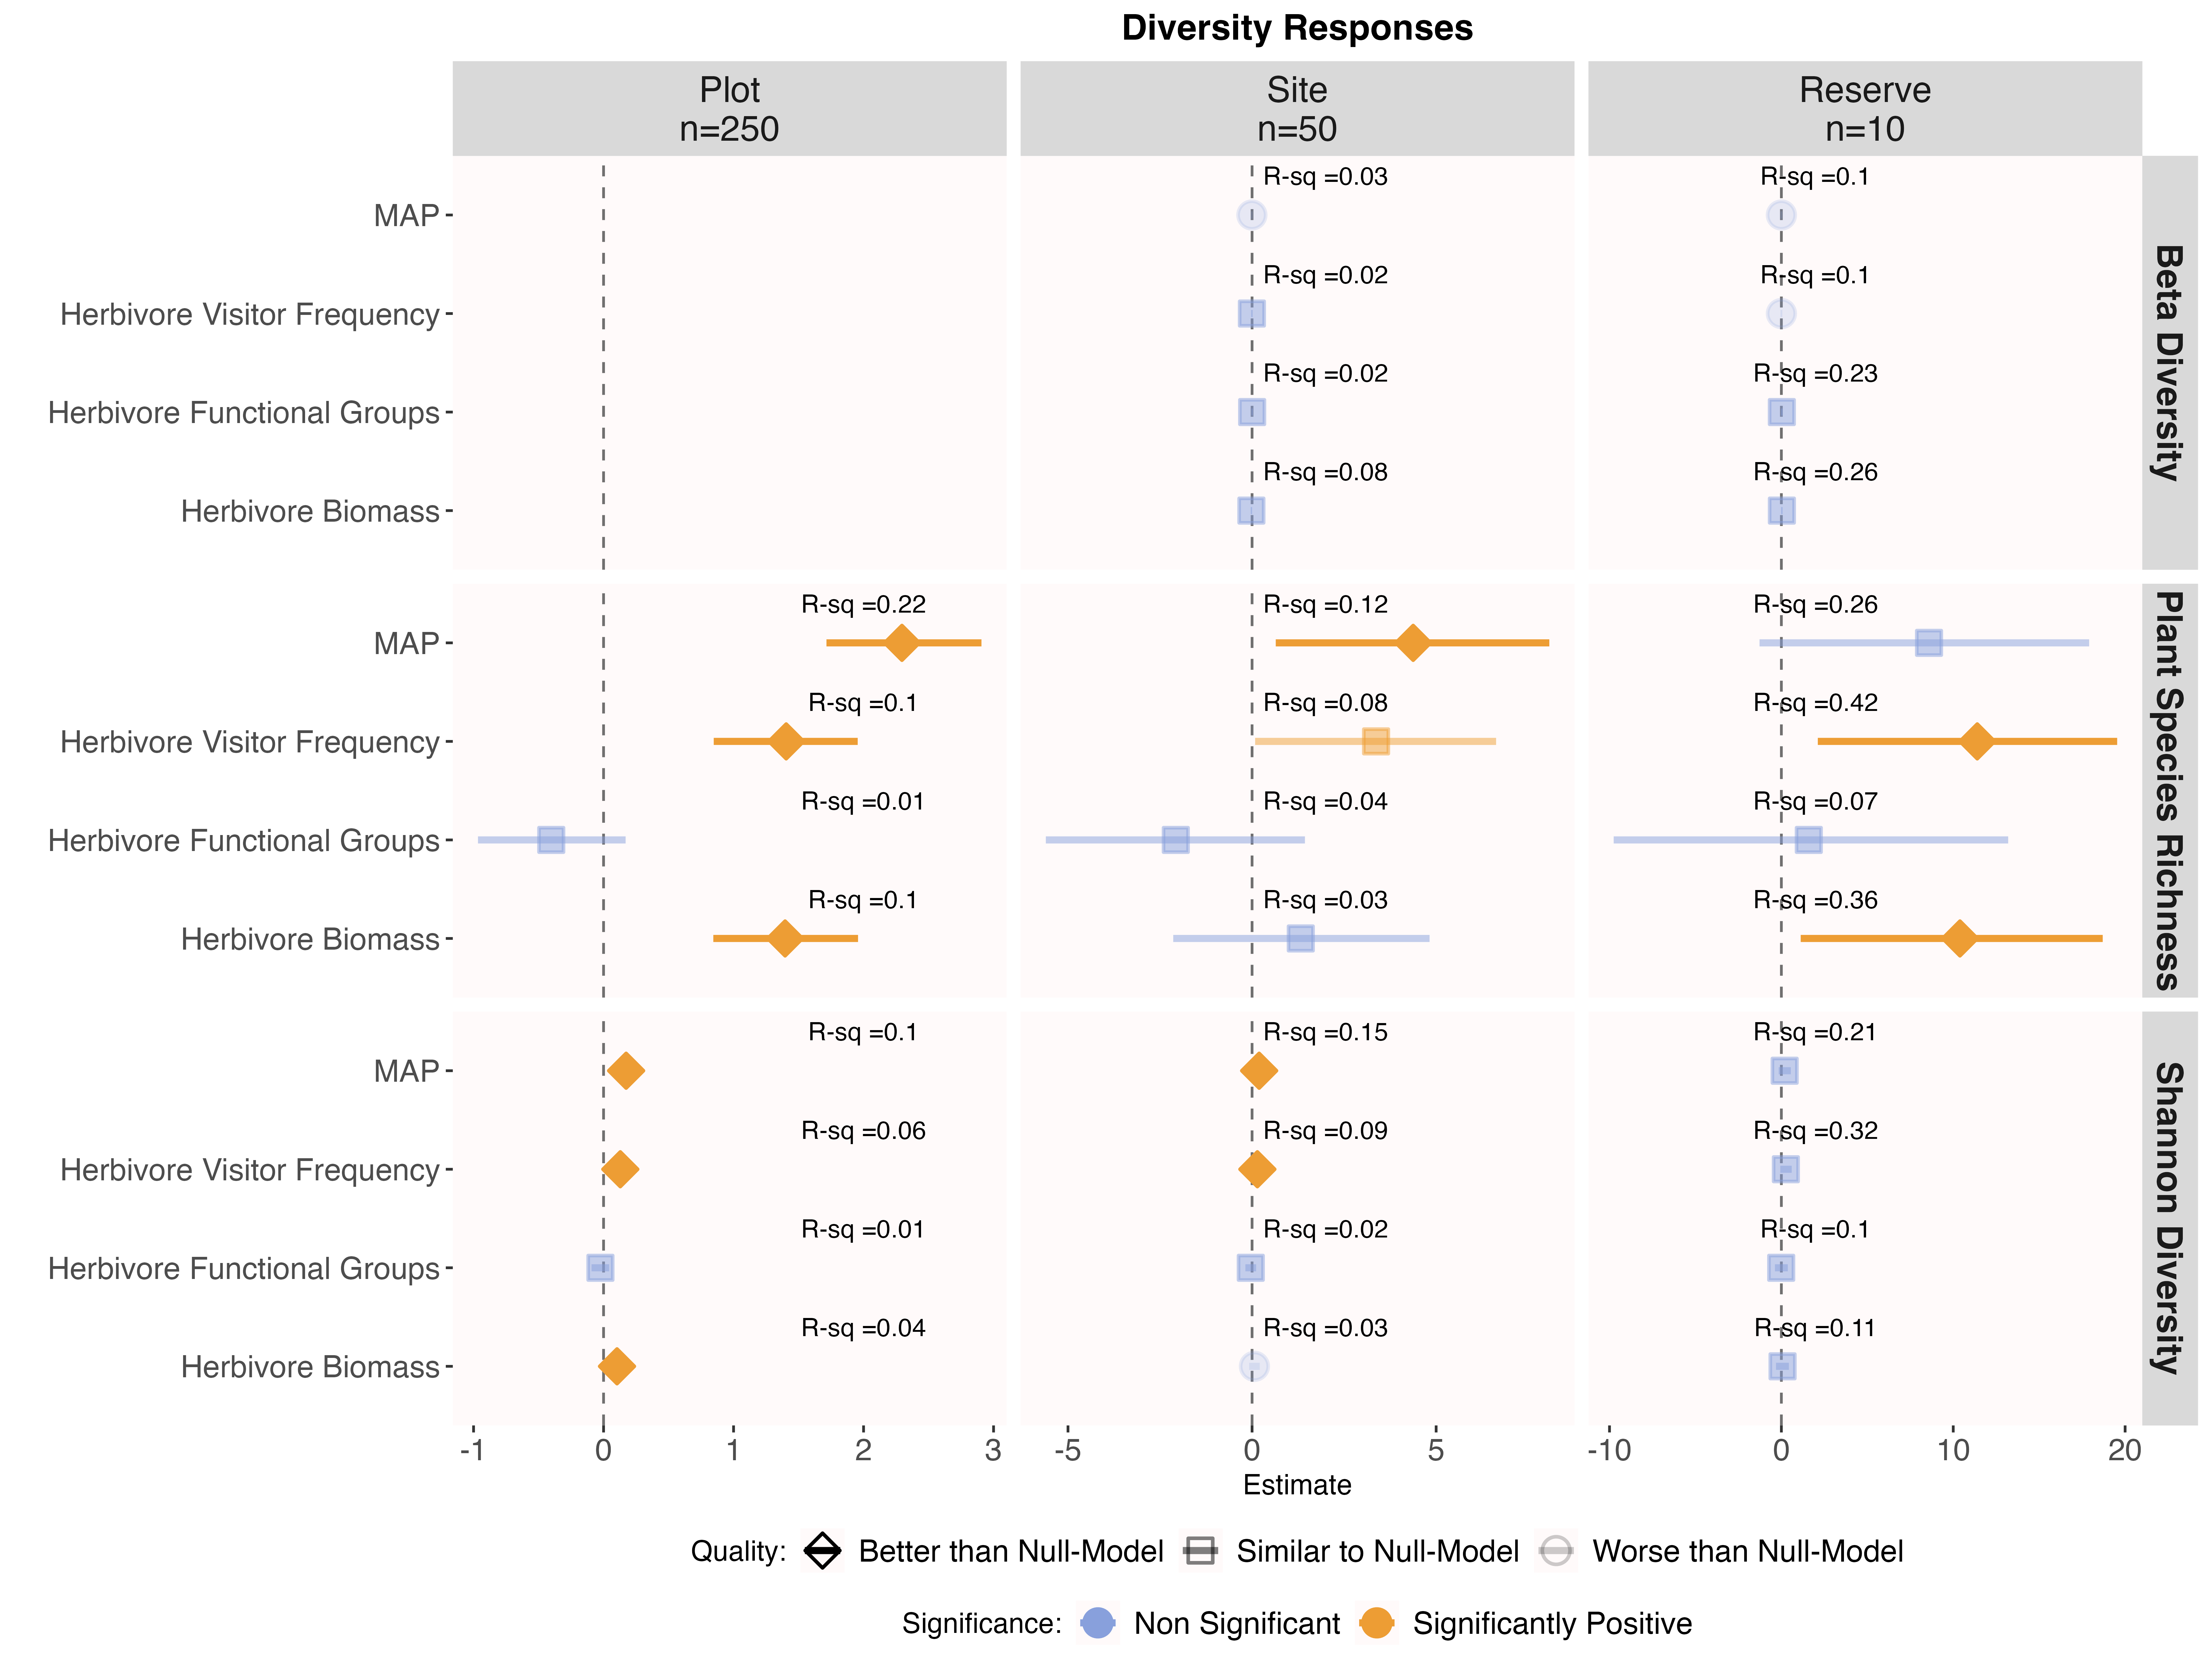 Diversity Responses
Plot
n=250
Site
n=50
Reserve
n=10
Beta Diversity
MAP
R-sq =0.03
R-sq =0.1
Herbivore Visitor Frequency
R-sq =0.02
R-sq =0.1
Herbivore Functional Groups
R-sq =0.02
R-sq =0.23
Herbivore Biomass
R-sq =0.08
R-sq =0.26
Plant Species Richness
MAP
R-sq =0.22
R-sq =0.12
R-sq =0.26
Herbivore Visitor Frequency
R-sq =0.1
R-sq =0.08
R-sq =0.42
Herbivore Functional Groups
R-sq =0.01
R-sq =0.04
R-sq =0.07
Herbivore Biomass
R-sq =0.1
R-sq =0.03
R-sq =0.36
Shannon Diversity
MAP
R-sq =0.1
R-sq =0.15
R-sq =0.21
Herbivore Visitor Frequency
R-sq =0.06
R-sq =0.09
R-sq =0.32
Herbivore Functional Groups
R-sq =0.01
R-sq =0.02
R-sq =0.1
Herbivore Biomass
R-sq =0.04
R-sq =0.03
R-sq =0.11
-1 0 1 2 3
-5 0 5
-10 0 10 20
Estimate
Quality: Better than Null-Model Similar to Null-Model Worse than Null-Model
Significance: Non Significant Significantly Positive